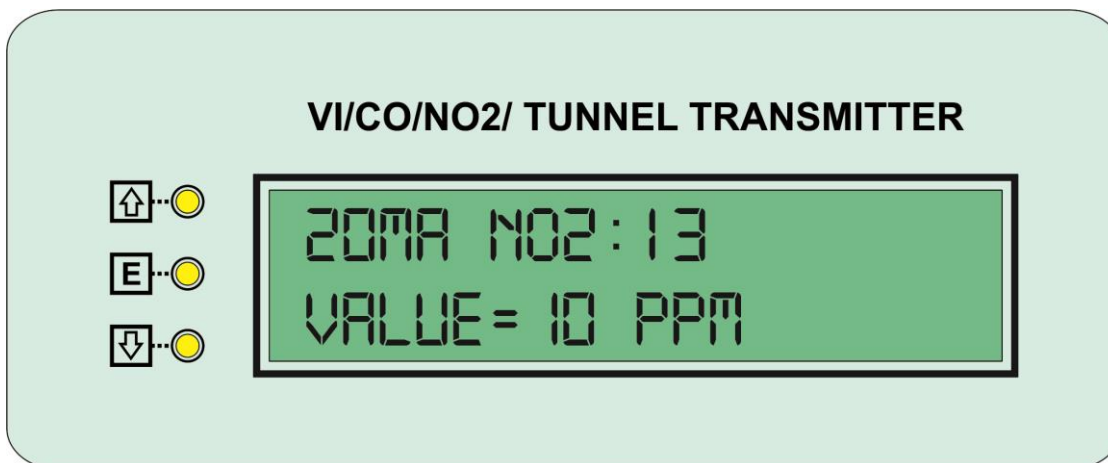 VI/CO/NO2/ TUNNEL TRANSMITTER
20MA NO2:13
E
VALUE= 10 PPM